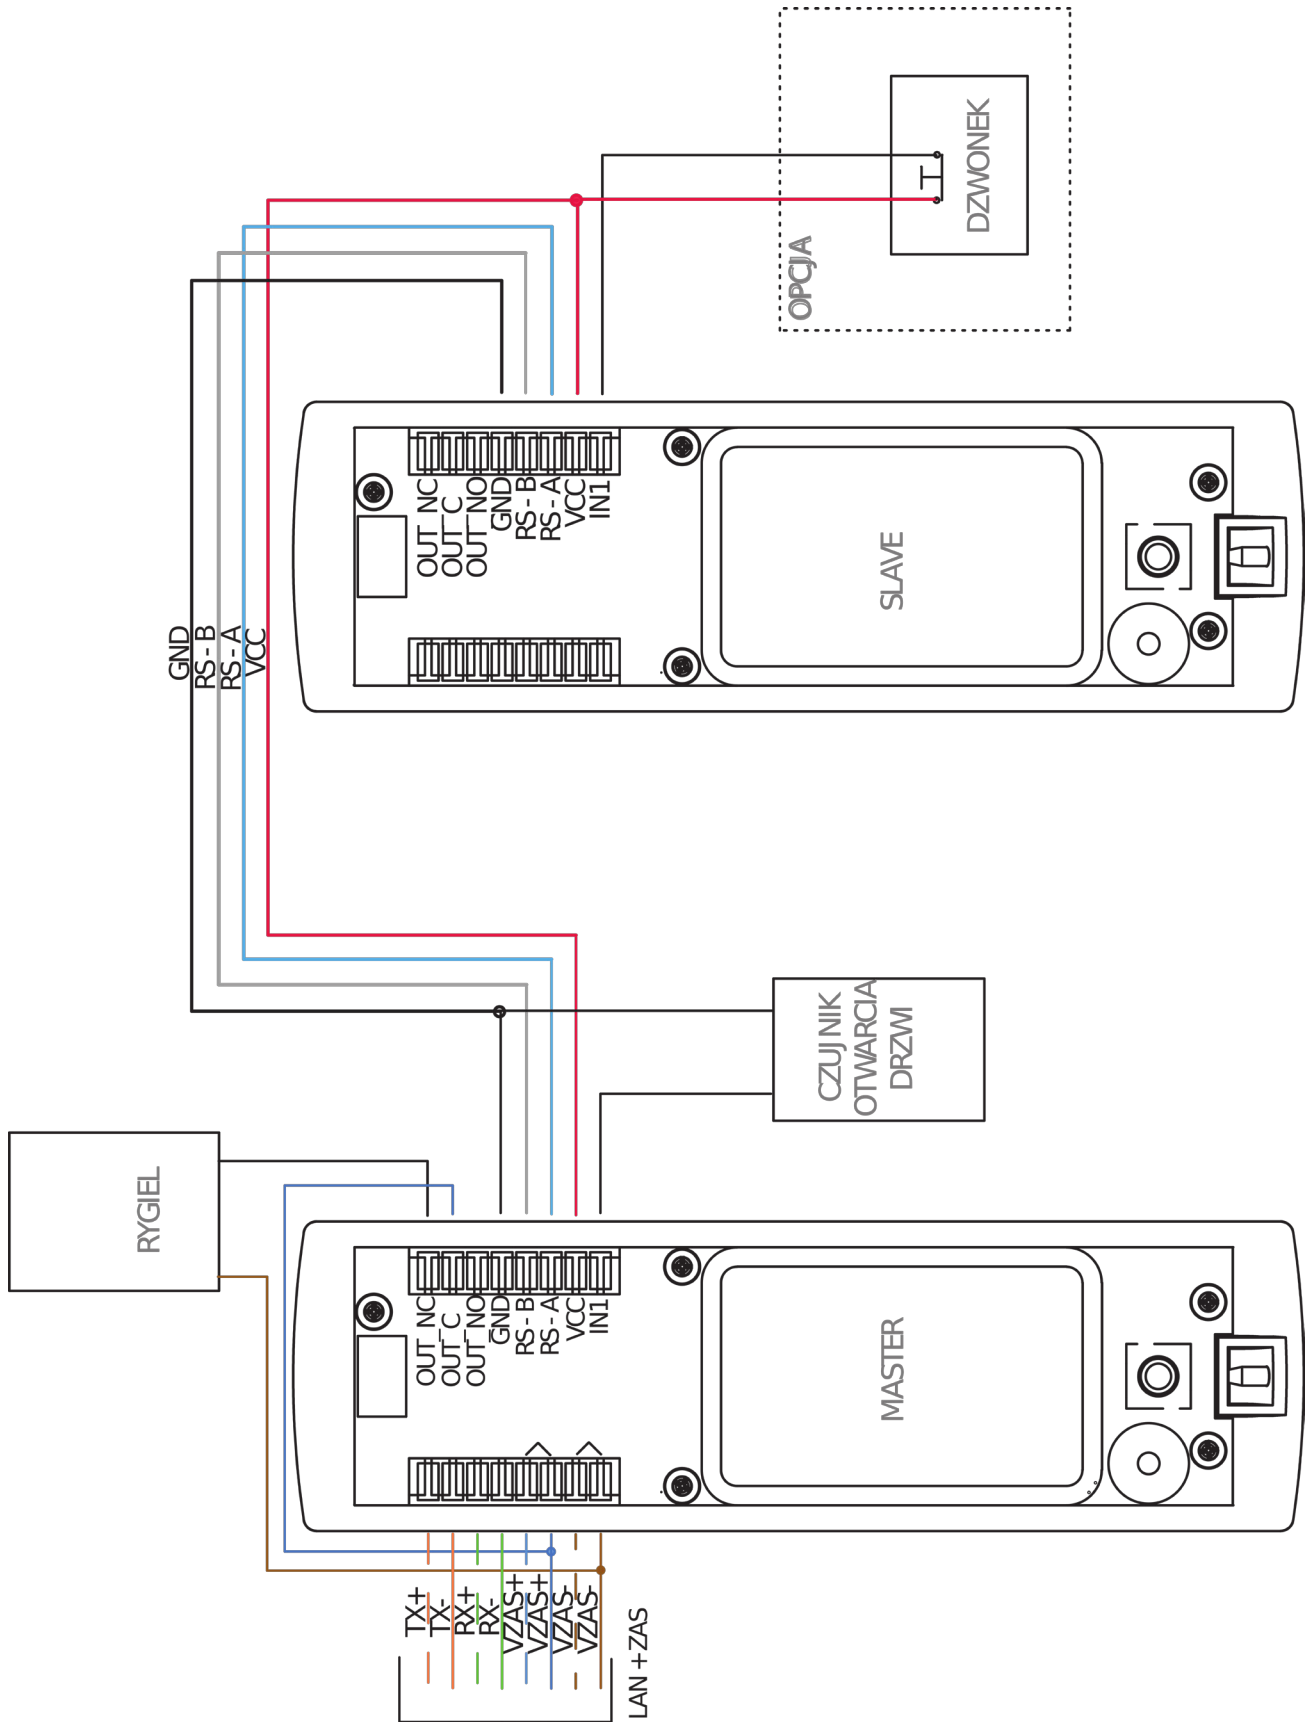 DZWONEK
OPCJA
OUT_NC
OUT_C
OUT_NO
GND
RS-B
RS-A
VCC
IN1
SLAVE
GND
RS-B
RS-A
VCC
CZUJNIK
OTWARCIA
DRZWI
RYGIEL
OUT_NC
OUT_C
OUT_NO
GND
RS-B
RS-A
VCC
IN1
MASTER
TX+
TX-
RX+
RX-
VZAS+
VZAS+
VZAS-
VZAS-
LAN+ZAS